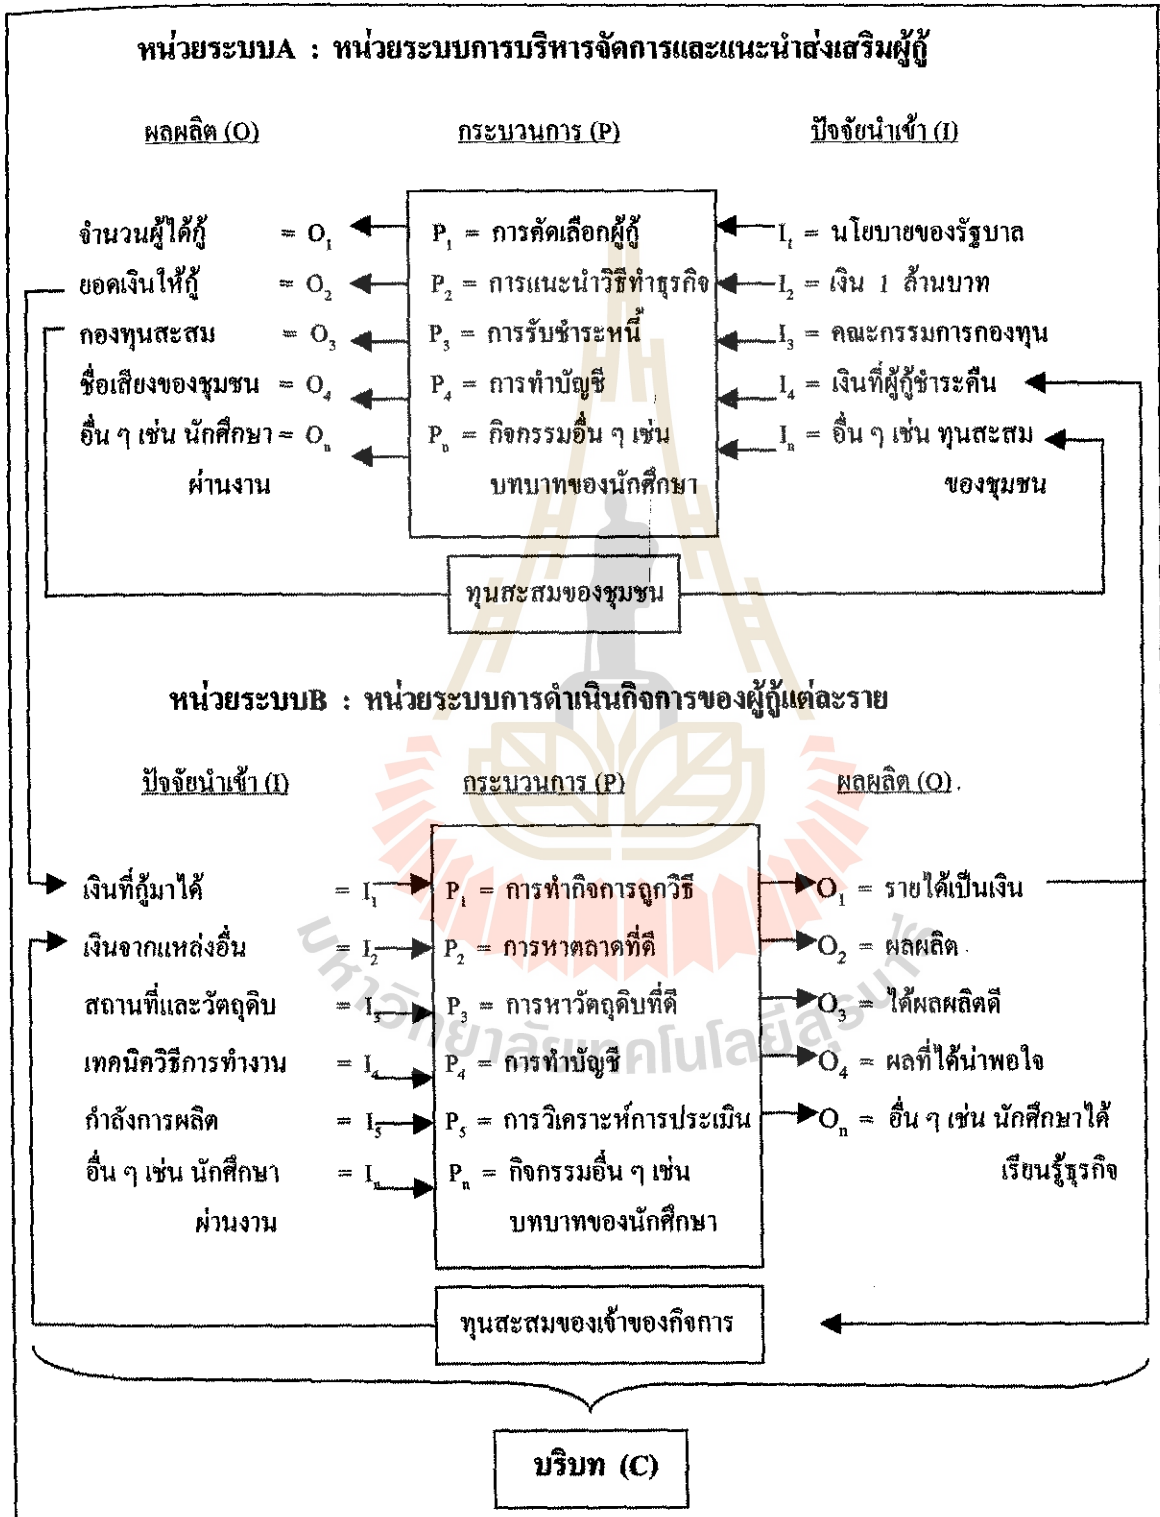 หน่วยระบบA : หน่วยระบบการบริหารจัดการและแนะนำส่งเสริมผู้กู้
ผลผลิต (O) กระบวนการ (P) ปัจจัยนำเข้า (I)
จำนวนผู้ได้กู้ = O₁ P₁ = การคัดเลือกผู้กู้ I₁ = นโยบายของรัฐบาล
ยอดเงินให้กู้ = O₂ P₂ = การแนะนำวิธีทำธุรกิจ I₂ = เงิน 1 ล้านบาท
กองทุนสะสม = O₃ P₃ = การรับชำระหนี้ I₃ = คณะกรรมการกองทุน
ชื่อเสียงของชุมชน = O₄ P₄ = การทำบัญชี I₄ = เงินที่ผู้กู้ชำระคืน
อื่น ๆ เช่น นักศึกษา = Oₙ Pₙ = กิจกรรมอื่น ๆ เช่น Iₙ = อื่น ๆ เช่น ทุนสะสม
ผ่านงาน บทบาทของนักศึกษา ของชุมชน
ทุนสะสมของชุมชน
หน่วยระบบB : หน่วยระบบการดำเนินกิจการของผู้กู้แต่ละราย
ปัจจัยนำเข้า (I) กระบวนการ (P) ผลผลิต (O)
เงินที่กู้มาได้ = I₁ P₁ = การทำกิจการถูกวิธี O₁ = รายได้เป็นเงิน
เงินจากแหล่งอื่น = I₂ P₂ = การหาตลาดที่ดี O₂ = ผลผลิต
สถานที่และวัตถุดิบ = I₃ P₃ = การหาวัตถุดิบที่ดี O₃ = ได้ผลผลิตดี
เทคนิควิธีการทำงาน = I₄ P₄ = การทำบัญชี O₄ = ผลที่ได้น่าพอใจ
กำลังการผลิต = I₅ P₅ = การวิเคราะห์การประเมิน Oₙ = อื่น ๆ เช่น นักศึกษาได้
อื่น ๆ เช่น นักศึกษา = Iₙ Pₙ = กิจกรรมอื่น ๆ เช่น เรียนรู้ธุรกิจ
ผ่านงาน บทบาทของนักศึกษา
ทุนสะสมของเจ้าของกิจการ
บริบท (C)
มหาวิทยาลัยเทคโนโลยีสุรนารี